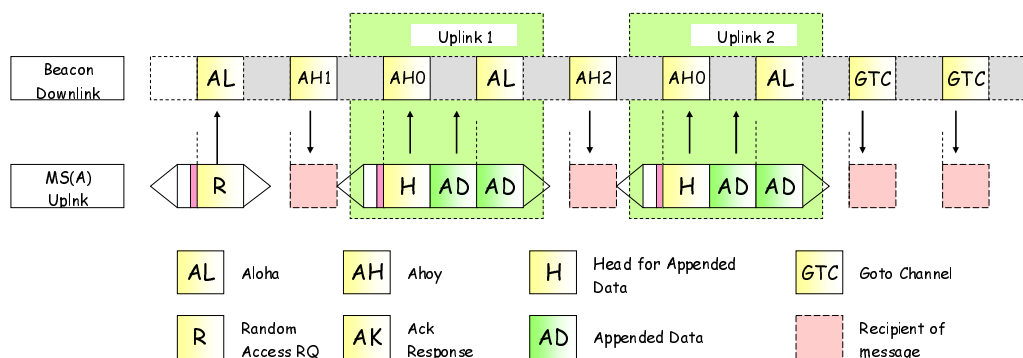 Uplink 1
Uplink 2
Beacon
Downlink
AL
AH1
AH0
AL
AH2
AH0
AL
GTC
GTC
MS(A)
Uplnk
R
H
AD
AD
H
AD
AD
AL
Aloha
AH
Ahoy
H
Head for Appended
Data
GTC
Goto Channel
R
Random
Access RQ
AK
Ack
Response
AD
Appended Data
Recipient of
message